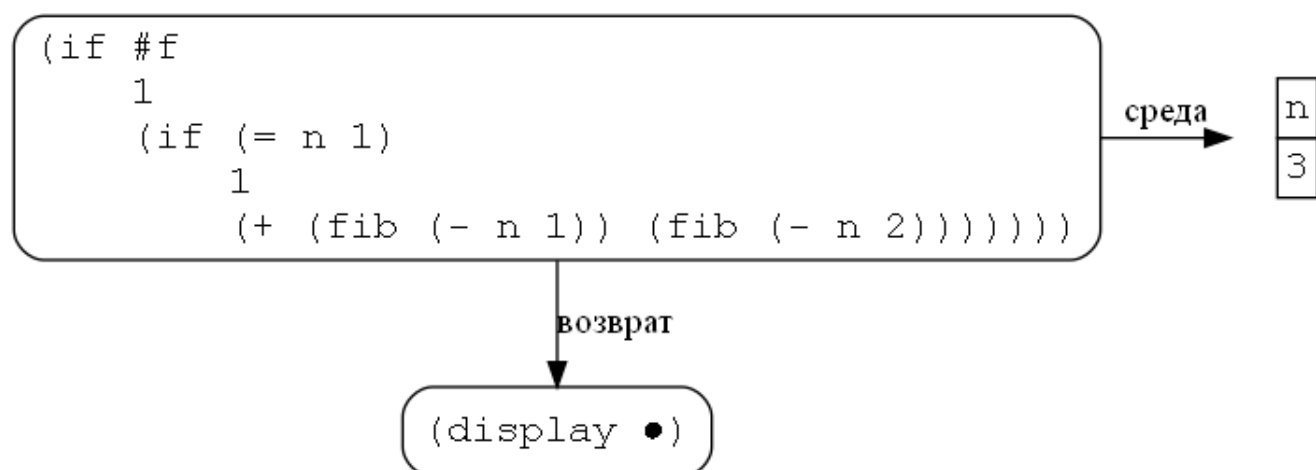 (if #f
1
(if (= n 1)
1
(+ (fib (- n 1)) (fib (- n 2)))))))
среда
n
3
возврат
(display ●)